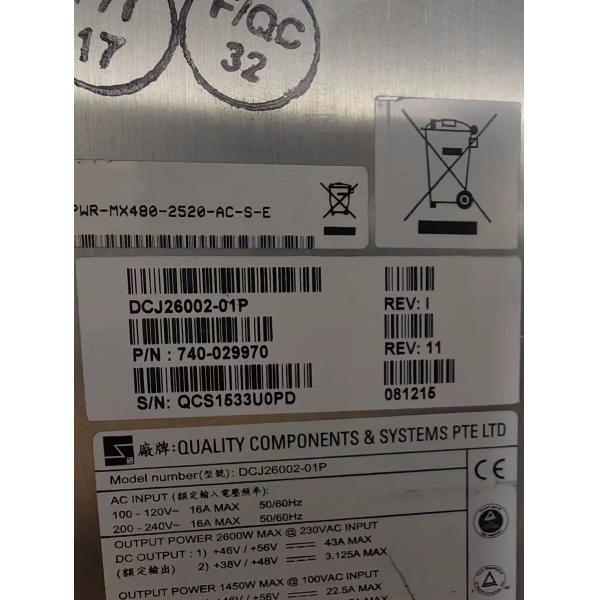 17
F/QC
32
PWR-MX480-2520-AC-S-E
DCJ26002-01P
REV: I
P/N : 740-029970
REV: 11
S/N: QCS1533U0PD
081215
廠牌: QUALITY COMPONENTS & SYSTEMS PTE LTD
Model number(型號): DCJ26002-01P
AC INPUT (額定輸入電壓頻率):
100 - 120V~ 16A MAX 50/60Hz
200 - 240V~ 16A MAX 50/60Hz
OUTPUT POWER 2600W MAX @ 230VAC INPUT
DC OUTPUT : 1) +46V / +56V 43A MAX
(額定輸出) 2) +38V / +48V 3.125A MAX
OUTPUT POWER 1450W MAX @ 100VAC INPUT
+46V / +56V 22.5A MAX
CE